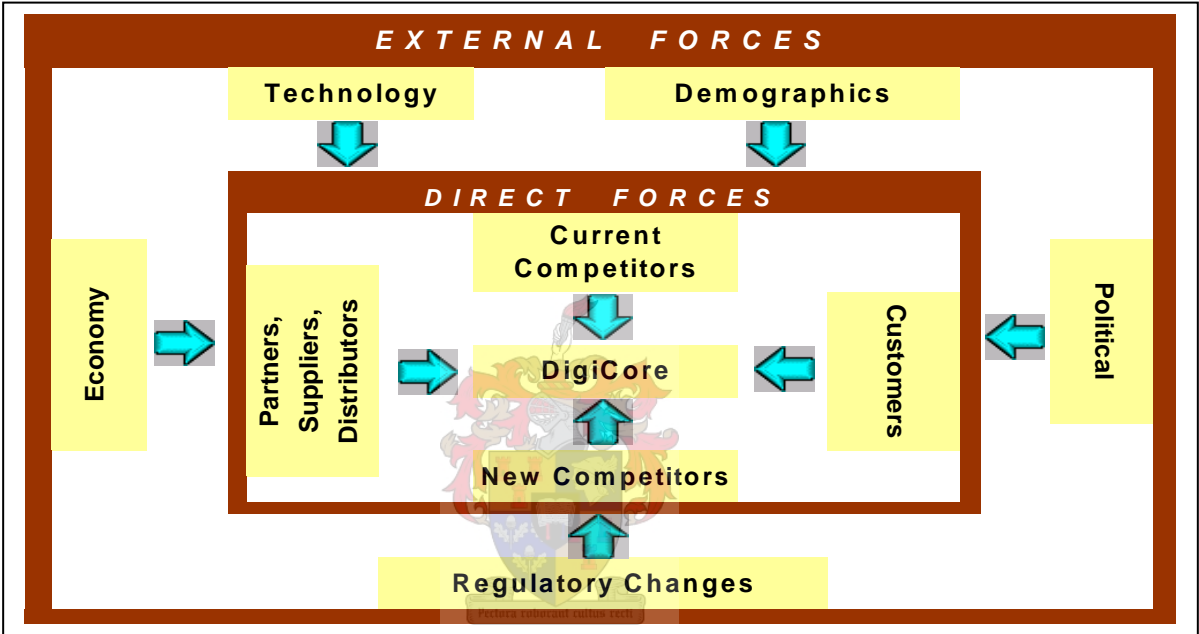 EXTERNAL FORCES
Technology
Demographics
DIRECT FORCES
Current
Competitors
Economy
Partners,
Suppliers,
Distributors
DigiCore
Customers
Political
New Competitors
Regulatory Changes
Pectora roborant cultus recti